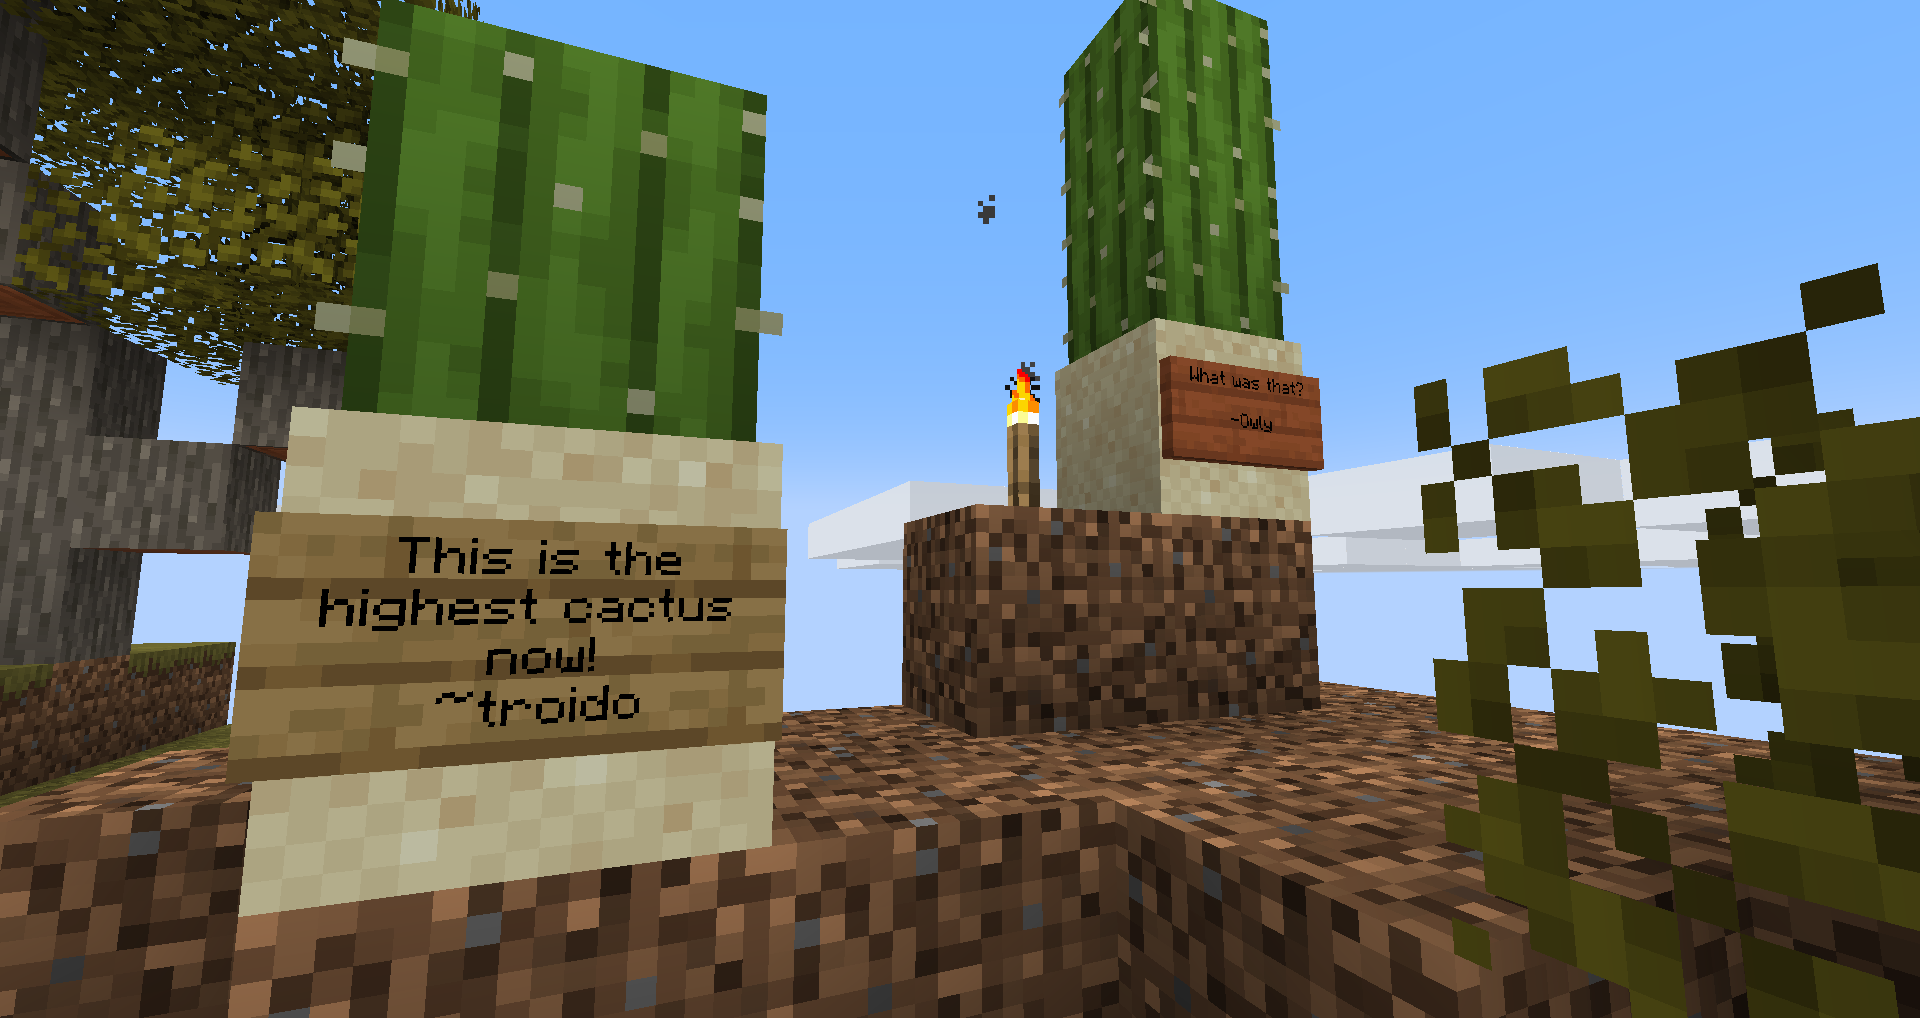 This is the
highest cactus
now!
~troido
What was that?
-Owly